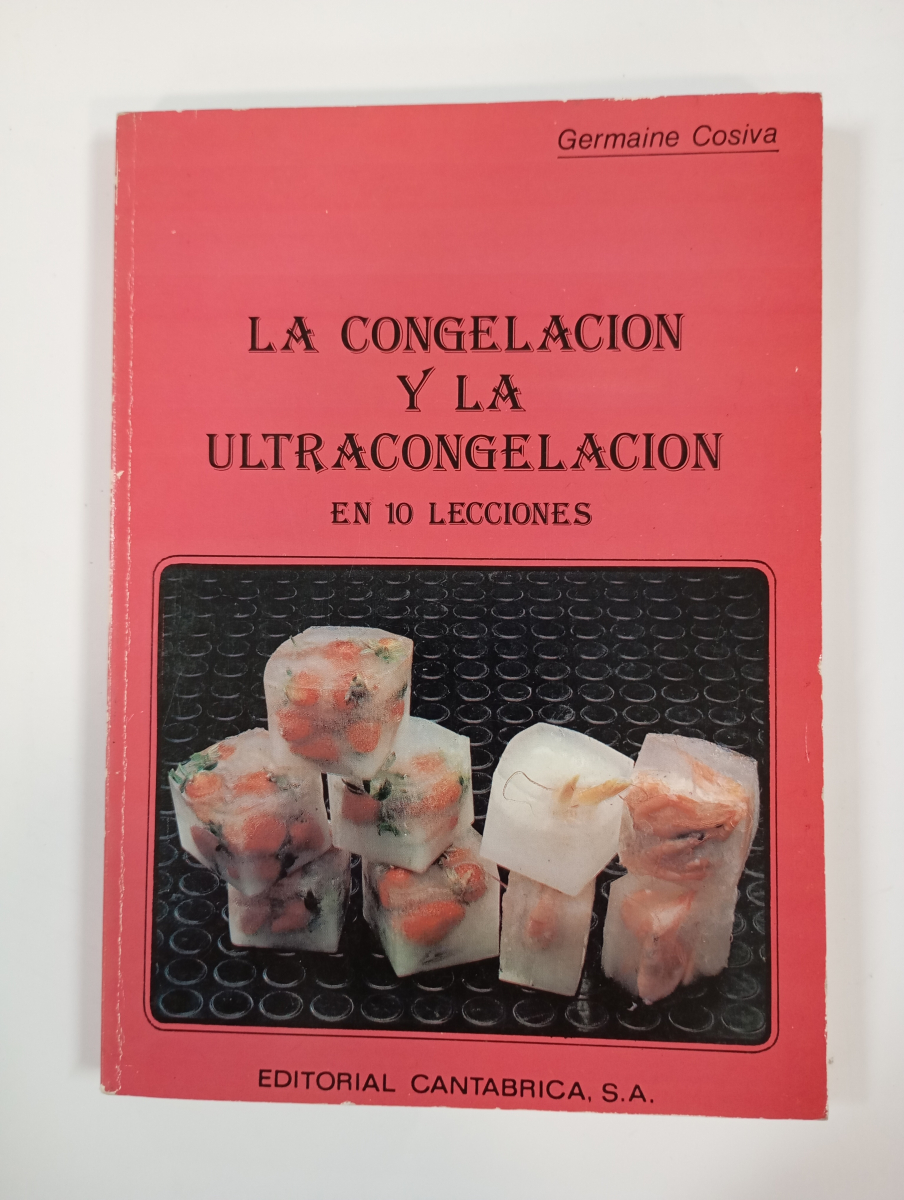 Germaine Cosiva
LA CONGELACION
Y LA
ULTRACONGELACION
EN 10 LECCIONES
EDITORIAL CANTABRICA, S.A.